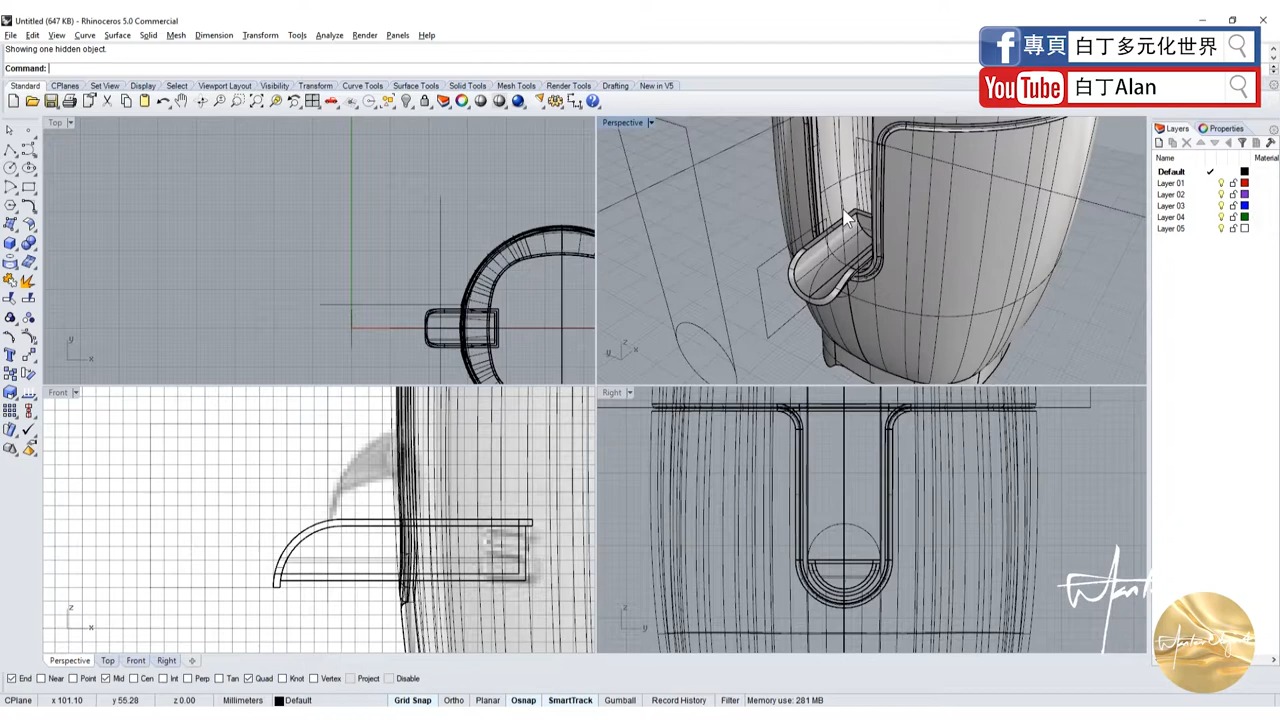 Untitled (647 KB) - Rhinoceros 5.0 Commercial
File Edit View Curve Surface Solid Mesh Dimension Transform Tools Analyze Render Panels Help
Showing one hidden object.
Command:
專頁 白丁多元化世界
YouTube 白丁Alan
Standard CPlanes Set View Display Select Viewport Layout Visibility Transform Curve Tools Surface Tools Solid Tools Mesh Tools Render Tools Drafting New in V5
Top
y
x
Perspective
z
y
x
Front
z
x
Right
z
y
Layers Properties
Name Material
Default
Layer 01
Layer 02
Layer 03
Layer 04
Layer 05
Perspective Top Front Right
End Near Point Mid Cen Int Perp Tan Quad Knot Vertex Project Disable
CPlane x 101.10 y 55.28 z 0.00 Millimeters Default Grid Snap Ortho Planar Osnap SmartTrack Gumball Record History Filter Memory use: 281 MB